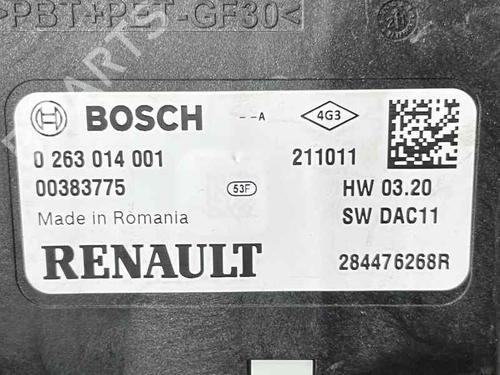 >PBT+PET-GF30<
BOSCH --A 4G3
0 263 014 001 211011
00383775 53F HW 03.20
Made in Romania SW DAC11
RENAULT 284476268R